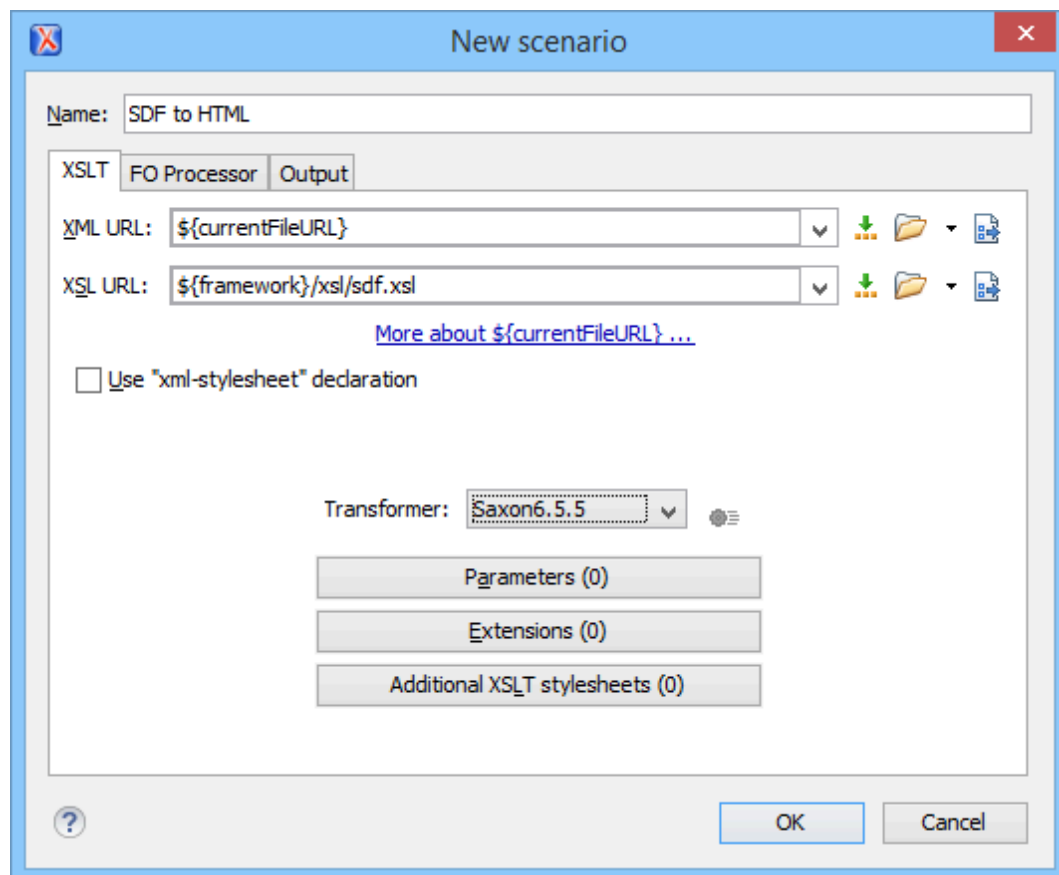 New scenario
Name: SDF to HTML
XSLT FO Processor Output
XML URL: ${currentFileURL}
XSL URL: ${framework}/xsl/sdf.xsl
More about ${currentFileURL} ...
Use "xml-stylesheet" declaration
Transformer: Saxon6.5.5
Parameters (0)
Extensions (0)
Additional XSLT stylesheets (0)
? OK Cancel